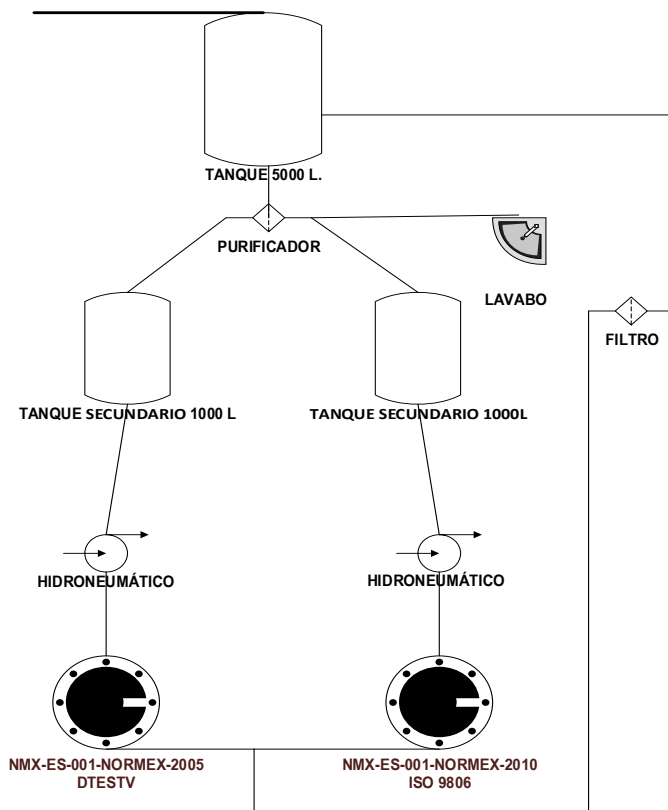 TANQUE 5000 L.
PURIFICADOR
LAVABO
FILTRO
TANQUE SECUNDARIO 1000 L
TANQUE SECUNDARIO 1000L
HIDRONEUMÁTICO
HIDRONEUMÁTICO
NMX-ES-001-NORMEX-2005
DTESTV
NMX-ES-001-NORMEX-2010
ISO 9806